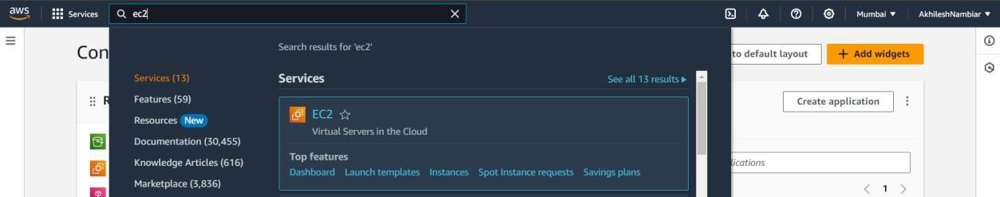 aws Services ec2 Mumbai ▼ AkhileshNambiar ▼
Con to default layout + Add widgets
Search results for 'ec2'
Services (13)
Features (59)
Resources New
Documentation (30,455)
Knowledge Articles (616)
Marketplace (3,836)
Services See all 13 results ▶
EC2
Virtual Servers in the Cloud
Top features
Dashboard Launch templates Instances Spot Instance requests Savings plans
R Create application
1